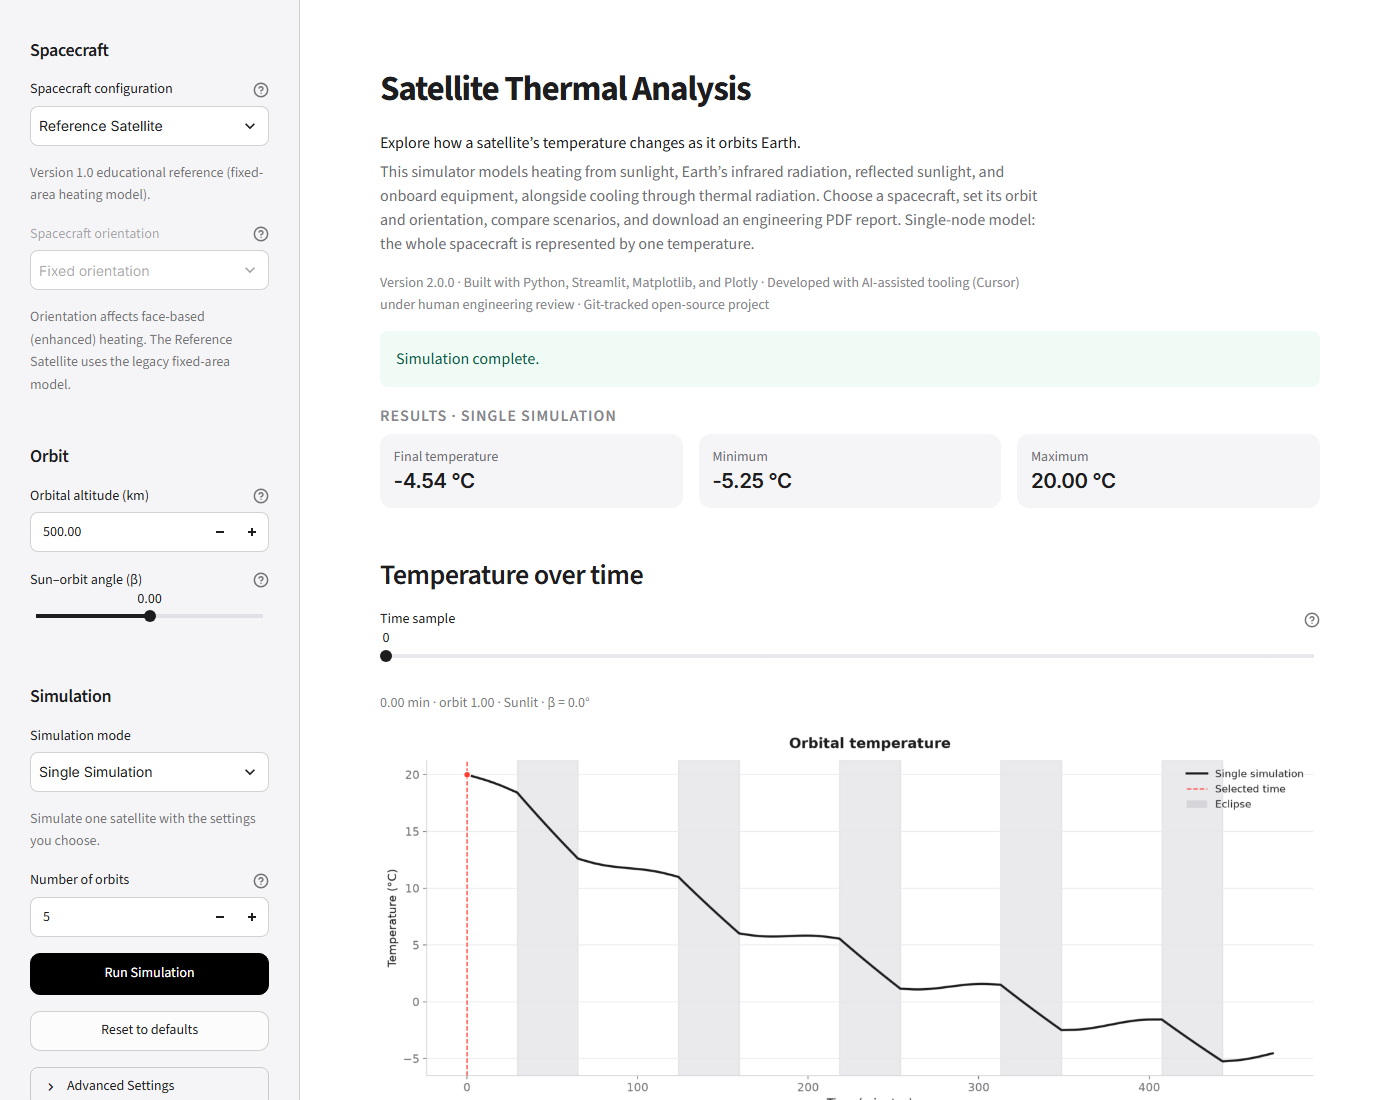 Spacecraft
Spacecraft configuration
Reference Satellite
Version 1.0 educational reference (fixed-
area heating model).
Spacecraft orientation
Fixed orientation
Orientation affects face-based
(enhanced) heating. The Reference
Satellite uses the legacy fixed-area
model.
Orbit
Orbital altitude (km)
500.00
Sun–orbit angle (β)
0.00
Simulation
Simulation mode
Single Simulation
Simulate one satellite with the settings
you choose.
Number of orbits
5
Run Simulation
Reset to defaults
Advanced Settings
Satellite Thermal Analysis
Explore how a satellite’s temperature changes as it orbits Earth.
This simulator models heating from sunlight, Earth’s infrared radiation, reflected sunlight, and
onboard equipment, alongside cooling through thermal radiation. Choose a spacecraft, set its orbit
and orientation, compare scenarios, and download an engineering PDF report. Single-node model:
the whole spacecraft is represented by one temperature.
Version 2.0.0 · Built with Python, Streamlit, Matplotlib, and Plotly · Developed with AI-assisted tooling (Cursor)
under human engineering review · Git-tracked open-source project
Simulation complete.
RESULTS · SINGLE SIMULATION
Final temperature
-4.54 °C
Minimum
-5.25 °C
Maximum
20.00 °C
Temperature over time
Time sample
0
0.00 min · orbit 1.00 · Sunlit · β = 0.0°
Orbital temperature
Single simulation
Selected time
Eclipse
Temperature (°C)
20
15
10
5
0
−5
0 100 200 300 400